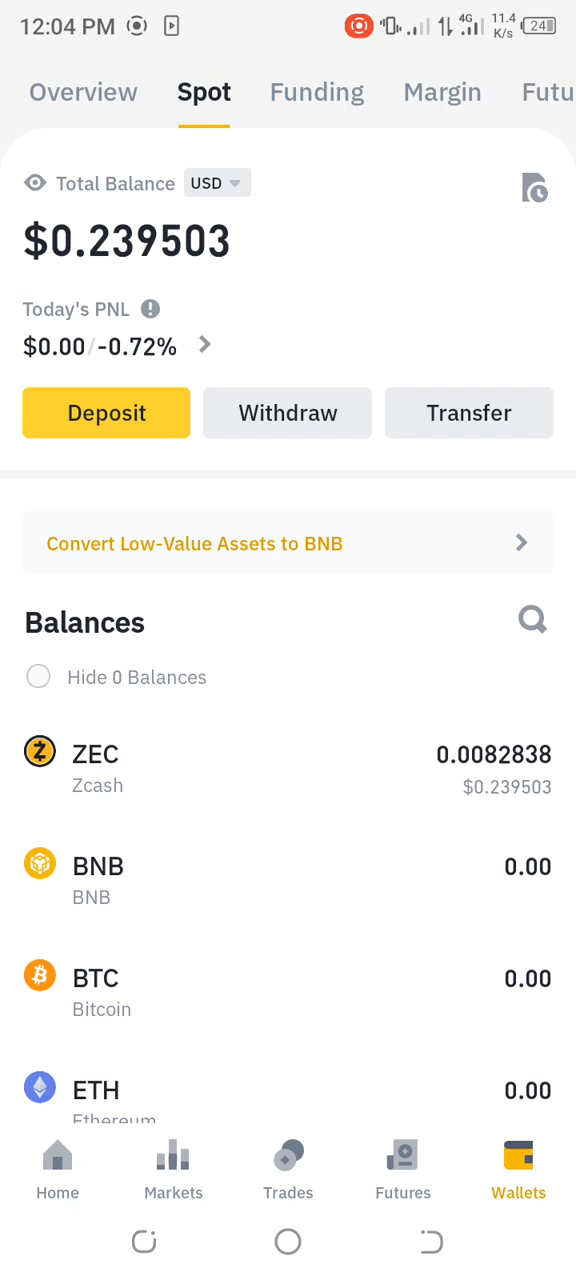 12:04 PM 4G 11.4 K/s 24
Overview Spot Funding Margin Futu
Total Balance USD
$0.239503
Today's PNL
$0.00/-0.72%
Deposit Withdraw Transfer
Convert Low-Value Assets to BNB
Balances
Hide 0 Balances
ZEC 0.0082838
Zcash $0.239503
BNB 0.00
BNB
BTC 0.00
Bitcoin
ETH 0.00
Ethereum
Home Markets Trades Futures Wallets